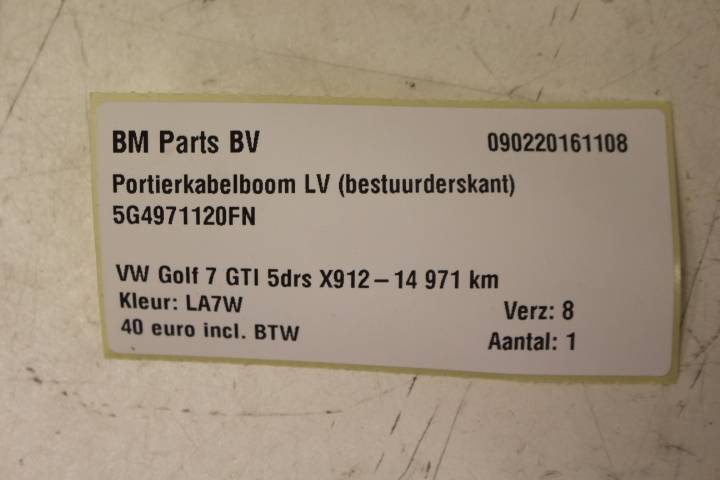 BM Parts BV 090220161108
Portierkabelboom LV (bestuurderskant)
5G4971120FN
VW Golf 7 GTI 5drs X912 – 14 971 km
Kleur: LA7W Verz: 8
40 euro incl. BTW Aantal: 1